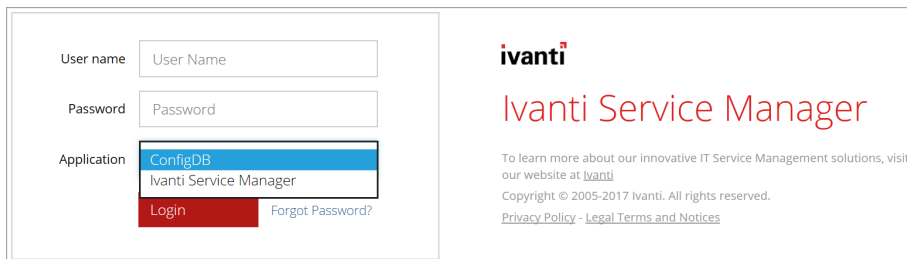 User name
User Name
Password
Password
Application
ConfigDB
Ivanti Service Manager
Login
Forgot Password?
ivanti
Ivanti Service Manager
To learn more about our innovative IT Service Management solutions, visit
our website at Ivanti
Copyright © 2005-2017 Ivanti. All rights reserved.
Privacy Policy - Legal Terms and Notices